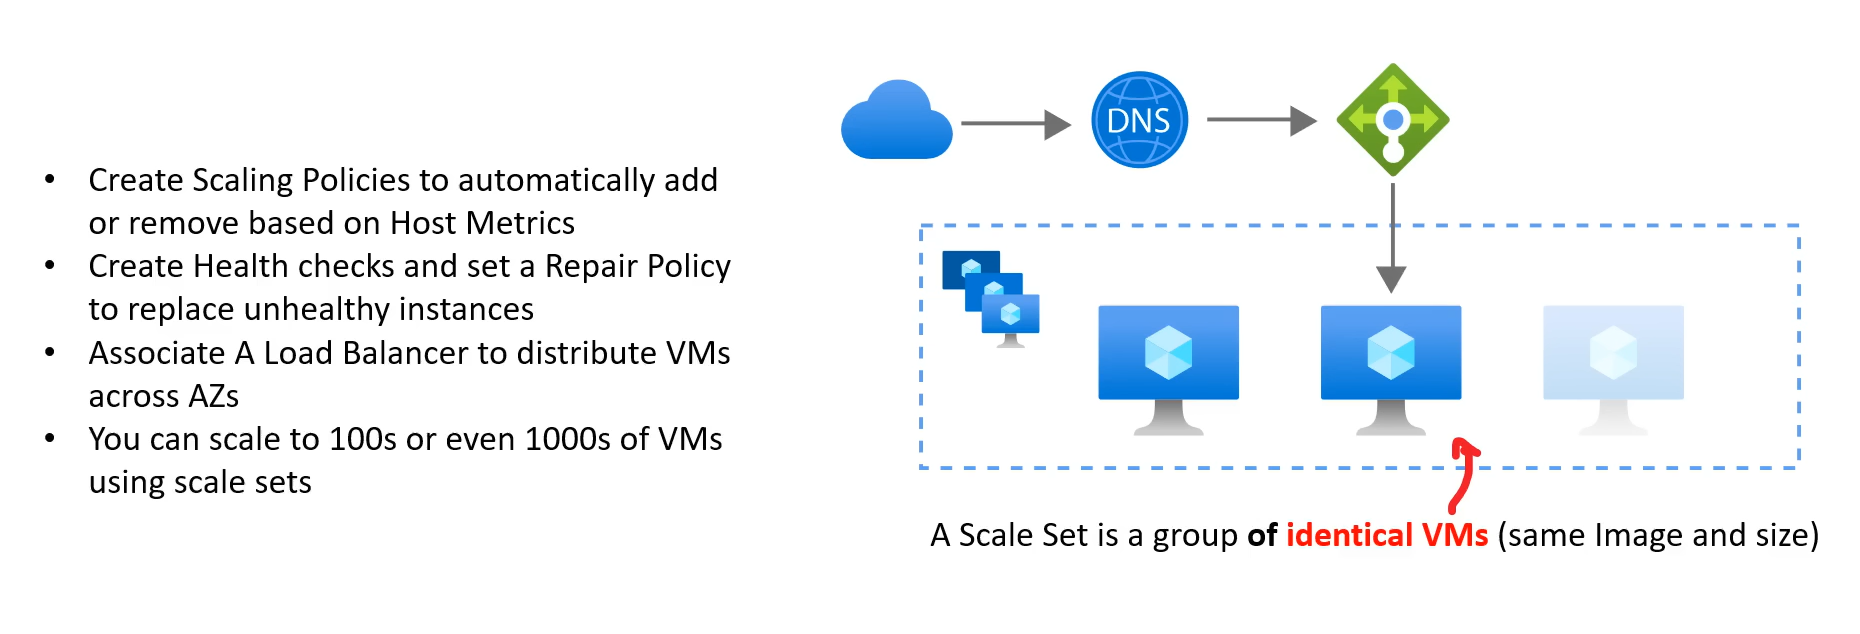 • Create Scaling Policies to automatically add
or remove based on Host Metrics
• Create Health checks and set a Repair Policy
to replace unhealthy instances
• Associate A Load Balancer to distribute VMs
across AZs
• You can scale to 100s or even 1000s of VMs
using scale sets
DNS
A Scale Set is a group of identical VMs (same Image and size)